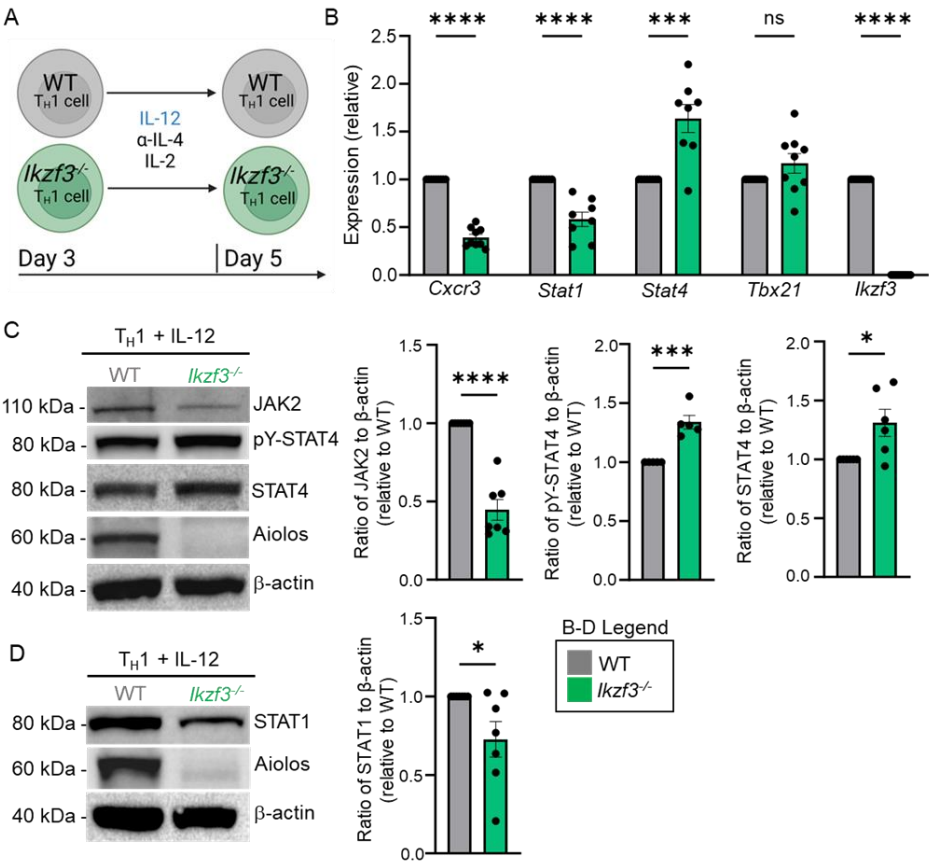 A
WT
TH1 cell
WT
TH1 cell
IL-12
α-IL-4
IL-2
Ikzf3-/-
TH1 cell
Ikzf3-/-
TH1 cell
Day 3
Day 5
B
Expression (relative)
2.5
2.0
1.5
1.0
0.5
0.0
**** **** *** ns ****
Cxcr3 Stat1 Stat4 Tbx21 Ikzf3
C
TH1 + IL-12
WT Ikzf3-/-
110 kDa - JAK2
80 kDa - pY-STAT4
80 kDa - STAT4
60 kDa - Aiolos
40 kDa - β-actin
Ratio of JAK2 to β-actin
(relative to WT)
1.5
1.0
0.5
0.0
****
Ratio of pY-STAT4 to β-actin
(relative to WT)
2.0
1.5
1.0
0.5
0.0
***
Ratio of STAT4 to β-actin
(relative to WT)
2.0
1.5
1.0
0.5
0.0
*
D
TH1 + IL-12
WT Ikzf3-/-
80 kDa - STAT1
60 kDa - Aiolos
40 kDa - β-actin
Ratio of STAT1 to β-actin
(relative to WT)
1.5
1.0
0.5
0.0
*
B-D Legend
WT
Ikzf3-/-